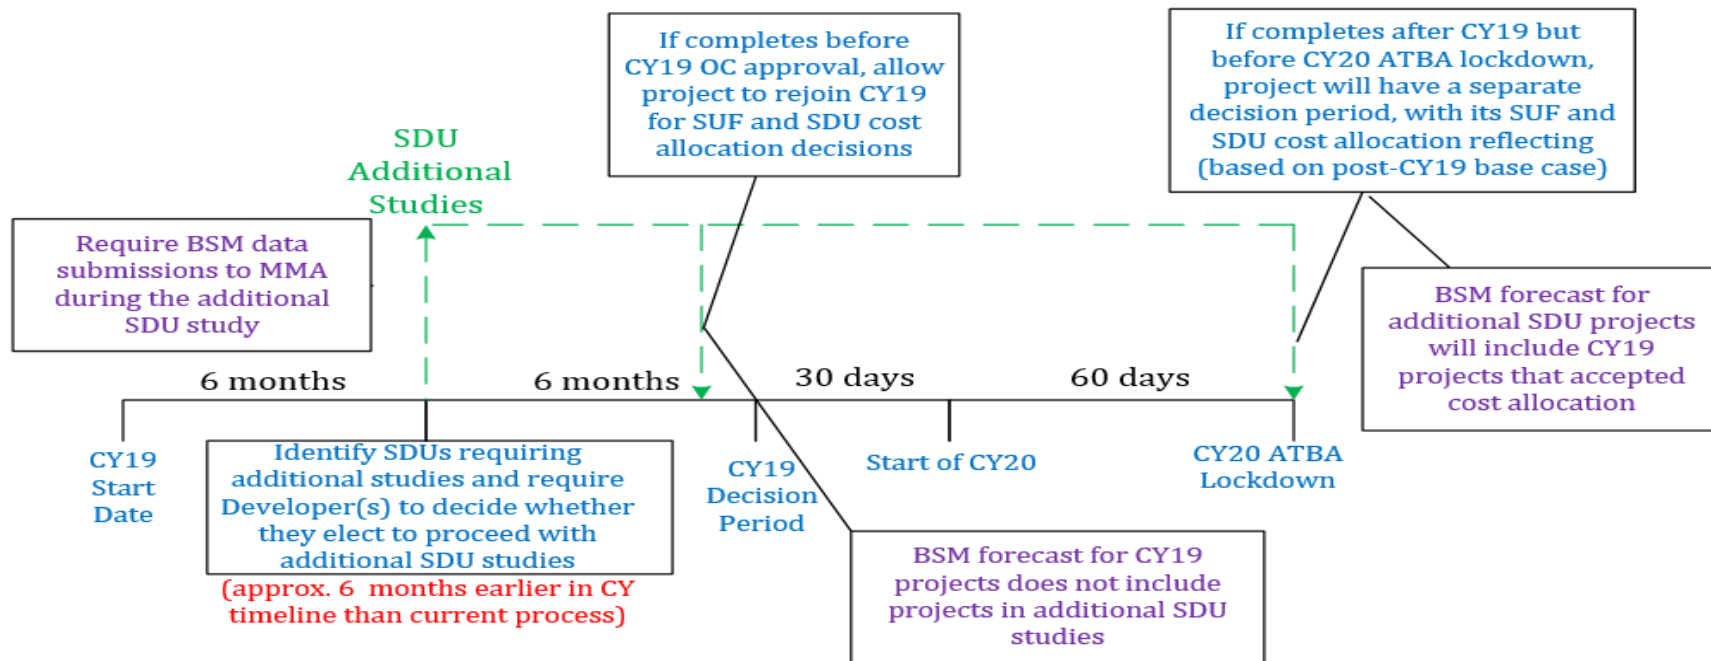 If completes before
CY19 OC approval, allow
project to rejoin CY19
for SUF and SDU cost
allocation decisions
If completes after CY19 but
before CY20 ATBA lockdown,
project will have a separate
decision period, with its SUF and
SDU cost allocation reflecting
(based on post-CY19 base case)
SDU
Additional
Studies
Require BSM data
submissions to MMA
during the additional
SDU study
BSM forecast for
additional SDU projects
will include CY19
projects that accepted
cost allocation
6 months
6 months
30 days
60 days
CY19
Start
Date
Identify SDUs requiring
additional studies and require
Developer(s) to decide whether
they elect to proceed with
additional SDU studies
(approx. 6 months earlier in CY
timeline than current process)
CY19
Decision
Period
Start of CY20
CY20 ATBA
Lockdown
BSM forecast for CY19
projects does not include
projects in additional SDU
studies